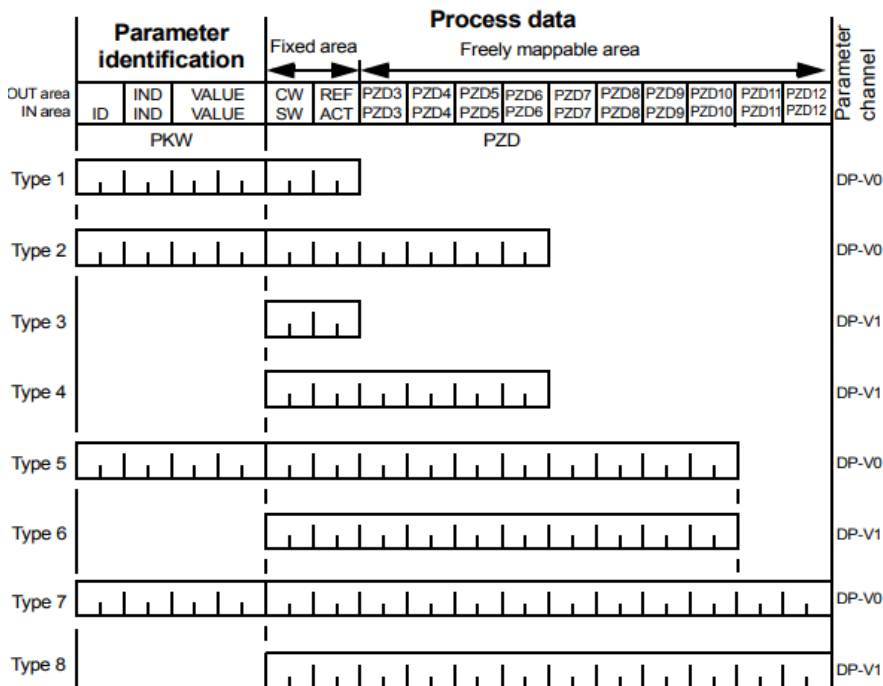 Process data
Parameter
identification
Fixed area
Freely mappable area
Parameter
channel
OUT area IND VALUE CW REF PZD3 PZD4 PZD5 PZD6 PZD7 PZD8 PZD9 PZD10 PZD11 PZD12
IN area ID IND VALUE SW ACT PZD3 PZD4 PZD5 PZD6 PZD7 PZD8 PZD9 PZD10 PZD11 PZD12
PKW PZD
Type 1 DP-V0
Type 2 DP-V0
Type 3 DP-V1
Type 4 DP-V1
Type 5 DP-V0
Type 6 DP-V1
Type 7 DP-V0
Type 8 DP-V1